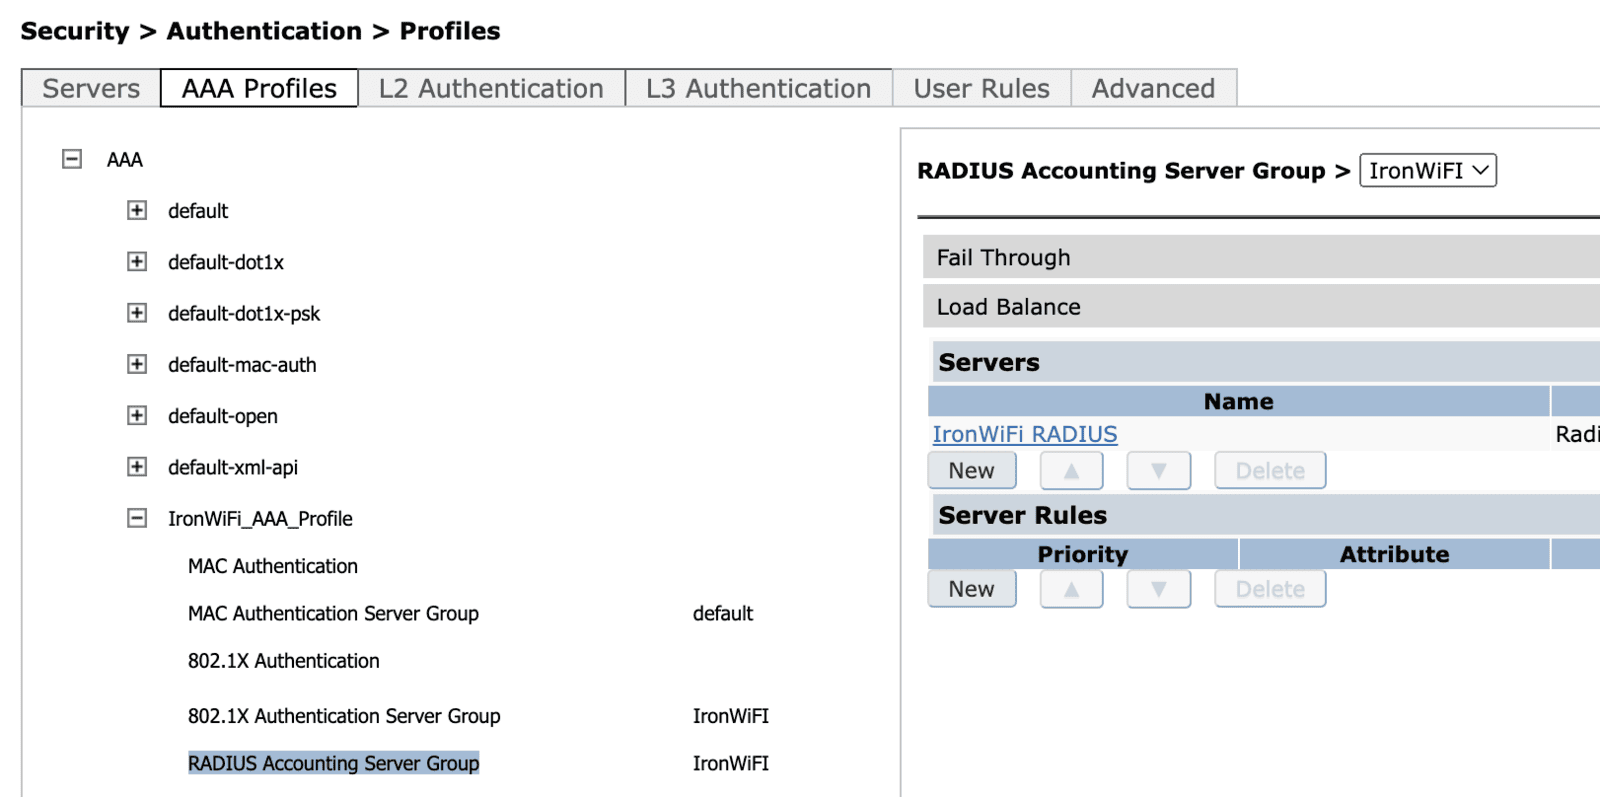 Security > Authentication > Profiles
Servers AAA Profiles L2 Authentication L3 Authentication User Rules Advanced
AAA
default
default-dot1x
default-dot1x-psk
default-mac-auth
default-open
default-xml-api
IronWiFi_AAA_Profile
MAC Authentication
MAC Authentication Server Group default
802.1X Authentication
802.1X Authentication Server Group IronWiFI
RADIUS Accounting Server Group IronWiFI
RADIUS Accounting Server Group > IronWiFI
Fail Through
Load Balance
Servers
Name
IronWiFi RADIUS Radi
New ▲ ▼ Delete
Server Rules
Priority Attribute
New ▲ ▼ Delete